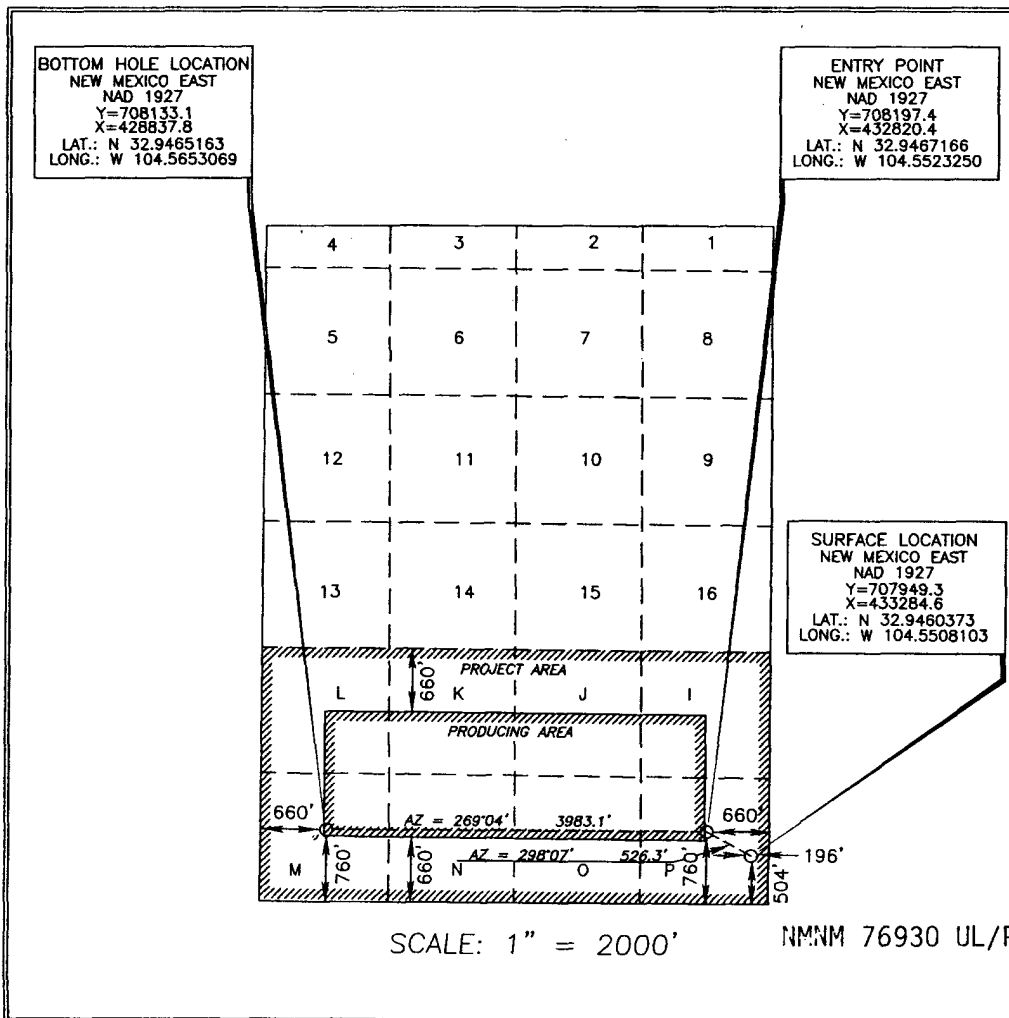 BOTTOM HOLE LOCATION
NEW MEXICO EAST
NAD 1927
Y=708133.1
X=428837.8
LAT.: N 32.9465163
LONG.: W 104.5653069
ENTRY POINT
NEW MEXICO EAST
NAD 1927
Y=708197.4
X=432820.4
LAT.: N 32.9467166
LONG.: W 104.5523250
4 3 2 1
5 6 7 8
12 11 10 9
13 14 15 16
SURFACE LOCATION
NEW MEXICO EAST
NAD 1927
Y=707949.3
X=433284.6
LAT.: N 32.9460373
LONG.: W 104.5508103
PROJECT AREA
L 660' K J I
PRODUCING AREA
660' AZ = 269°04' 3983.1' 660'
AZ = 298°07' 526.3' 196'
M 760' 660' N O P 760' 504'
SCALE: 1" = 2000'
NMNM 76930 UL/